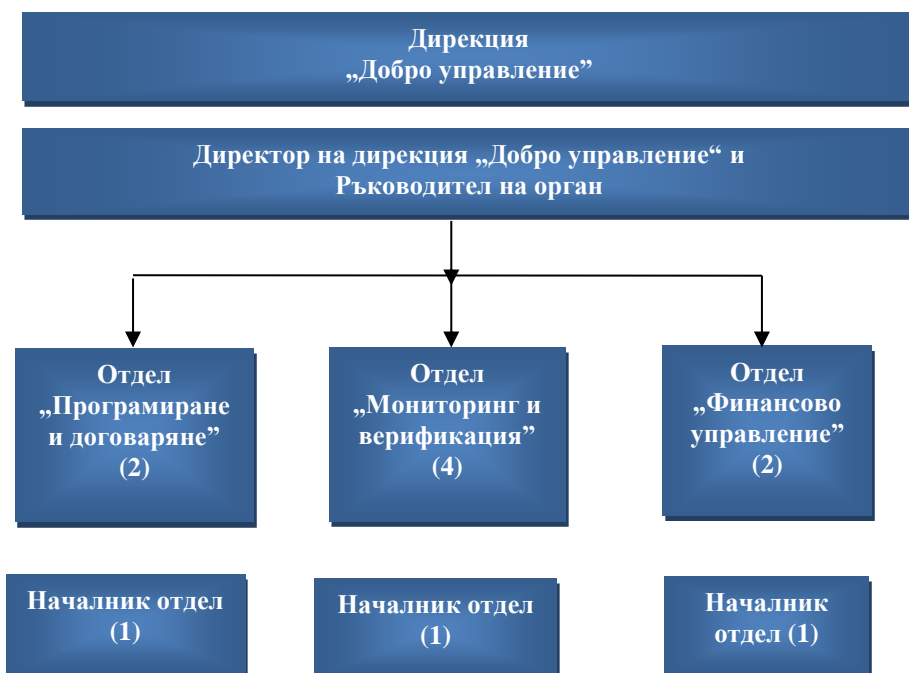 Дирекция
„Добро управление”
Директор на дирекция „Добро управление“ и
Ръководител на орган
Отдел
„Програмиране
и договаряне”
(2)
Отдел
„Мониторинг и
верификация”
(4)
Отдел
„Финансово
управление”
(2)
Началник отдел
(1)
Началник отдел
(1)
Началник
отдел (1)